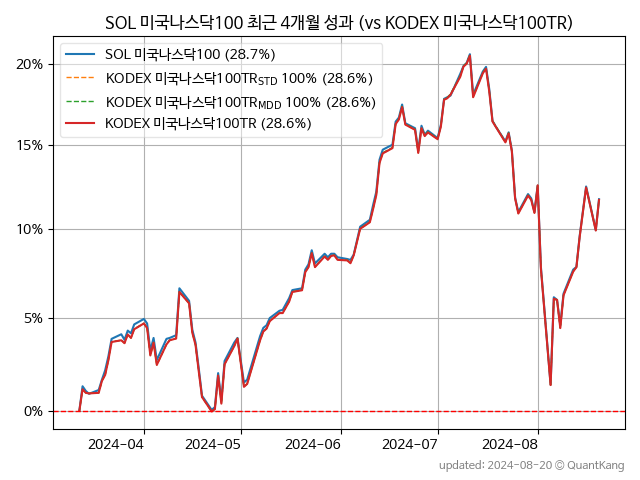 SOL 미국나스닥100 최근 4개월 성과 (vs KODEX 미국나스닥100TR)
SOL 미국나스닥100 (28.7%)
KODEX 미국나스닥100TR_STD 100% (28.6%)
KODEX 미국나스닥100TR_MDD 100% (28.6%)
KODEX 미국나스닥100TR (28.6%)
20%
15%
10%
5%
0%
2024-04 2024-05 2024-06 2024-07 2024-08
updated: 2024-08-20 © QuantKang